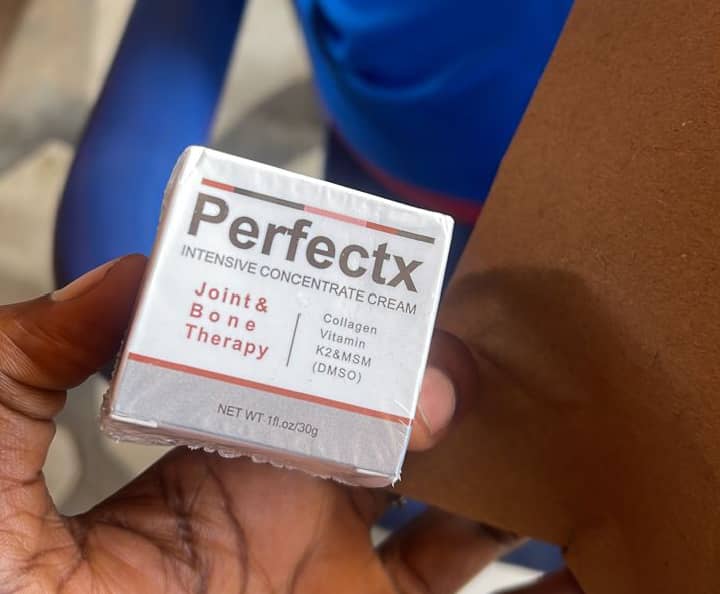 Perfectx
INTENSIVE CONCENTRATE CREAM
Joint &
Bone
Therapy
Collagen
Vitamin
K2&MSM
(DMSO)
NET WT 1fl.oz/30g